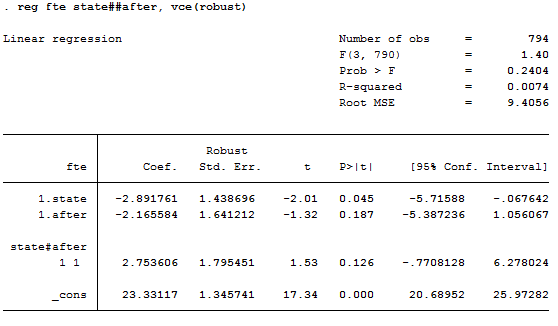 . reg fte state##after, vce(robust)
Linear regression Number of obs = 794
F(3, 790) = 1.40
Prob > F = 0.2404
R-squared = 0.0074
Root MSE = 9.4056
Robust
fte Coef. Std. Err. t P>|t| [95% Conf. Interval]
1.state -2.891761 1.438696 -2.01 0.045 -5.71588 -.067642
1.after -2.165584 1.641212 -1.32 0.187 -5.387236 1.056067
state#after
1 1 2.753606 1.795451 1.53 0.126 -.7708128 6.278024
_cons 23.33117 1.345741 17.34 0.000 20.68952 25.97282